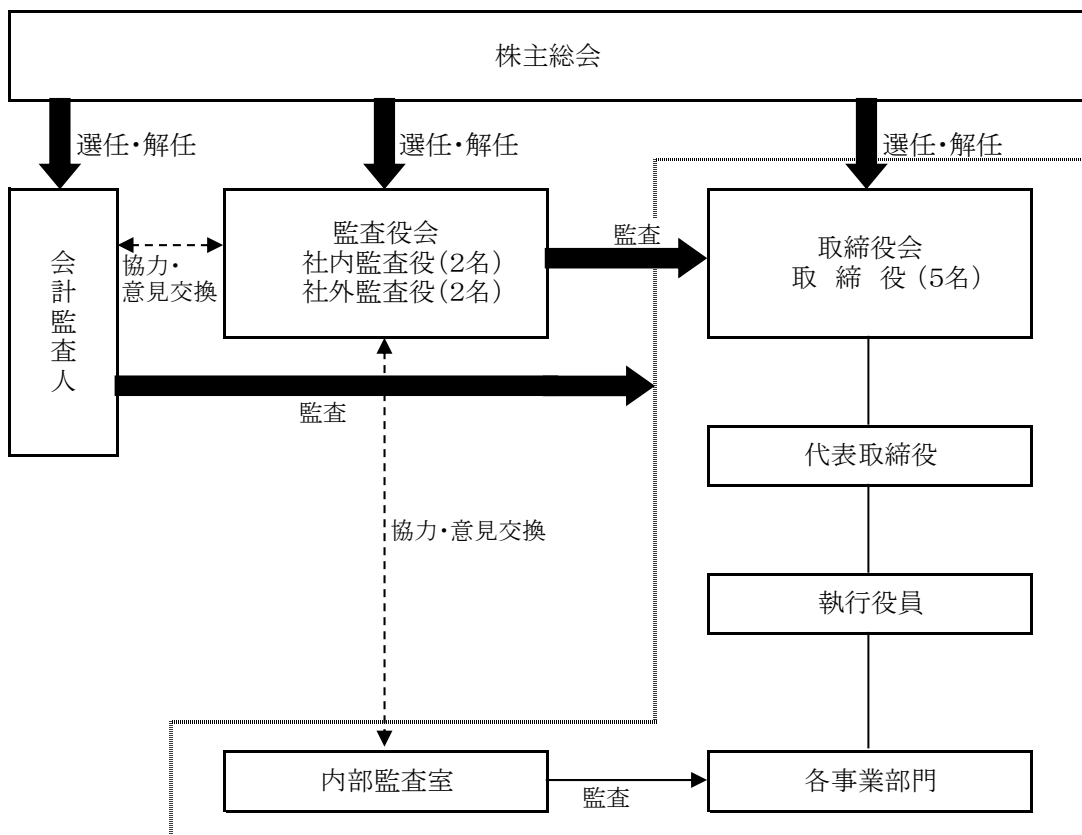 株主総会
選任・解任
選任・解任
選任・解任
会計監査人
協力・
意見交換
監査役会
社内監査役(2名)
社外監査役(2名)
監査
取締役会
取 締 役 (5名)
監査
代表取締役
協力・意見交換
執行役員
内部監査室
監査
各事業部門